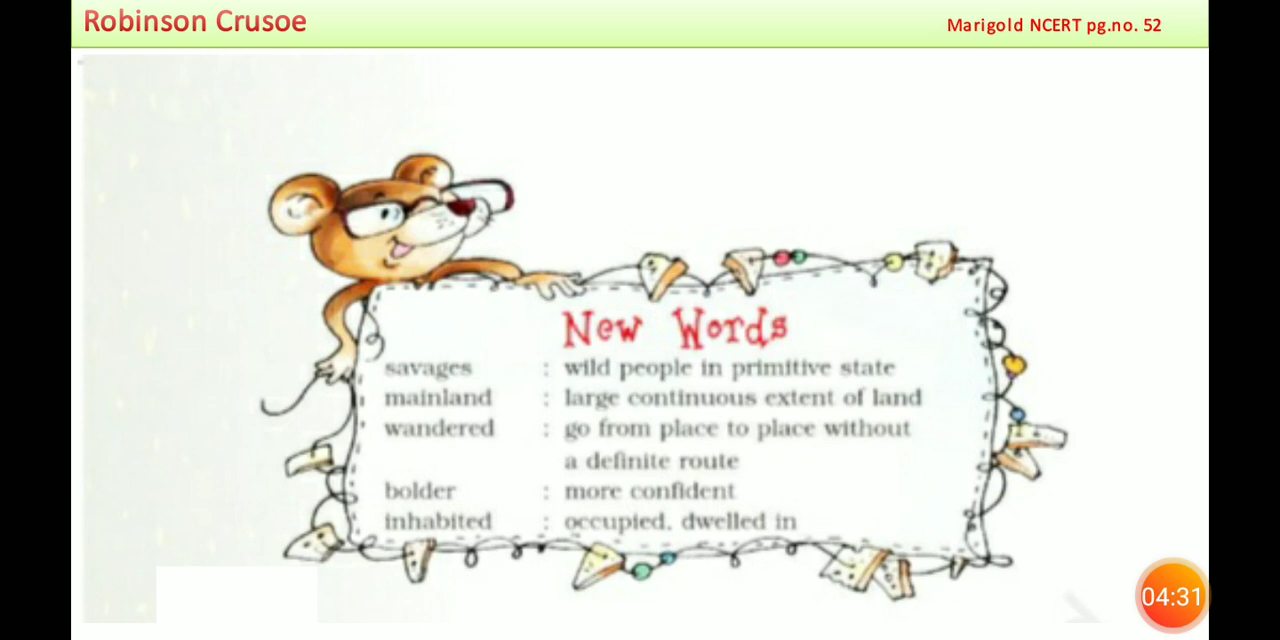 Robinson Crusoe
Marigold NCERT pg.no. 52
New Words
savages : wild people in primitive state
mainland : large continuous extent of land
wandered : go from place to place without
a definite route
bolder : more confident
inhabited : occupied, dwelled in
04:31